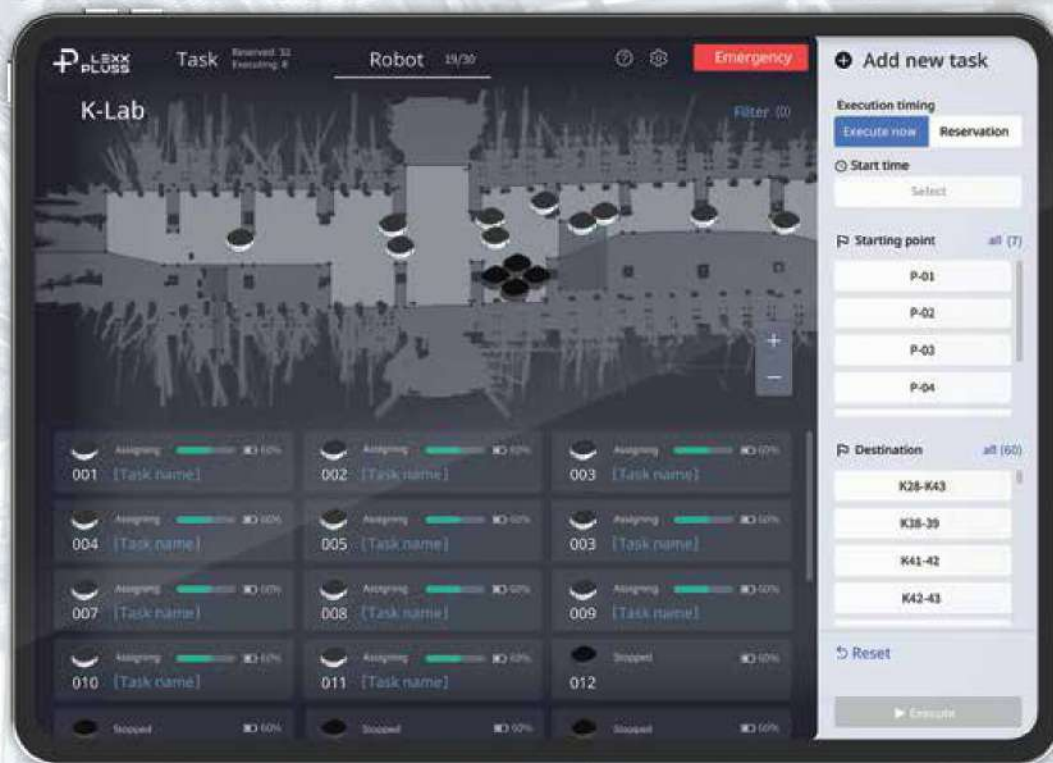 LEXX
PLUSS
Task
Reserved 32
Executing 8
Robot 19/30
Emergency
K-Lab
Filter (0)
Add new task
Execution timing
Execute now
Reservation
Start time
Select
Starting point all (7)
P-01
P-02
P-03
P-04
Destination all (60)
K28-K43
K38-39
K41-42
K42-43
Reset
Execute
Assigning 60%
001 [Task name]
Assigning 60%
002 [Task name]
Assigning 60%
003 [Task name]
Assigning 60%
004 [Task name]
Assigning 60%
005 [Task name]
Assigning 60%
003 [Task name]
Assigning 60%
007 [Task name]
Assigning 60%
008 [Task name]
Assigning 60%
009 [Task name]
Assigning 60%
010 [Task name]
Assigning 60%
011 [Task name]
Stopped 60%
012
Stopped 60%
Stopped 60%
Stopped 60%